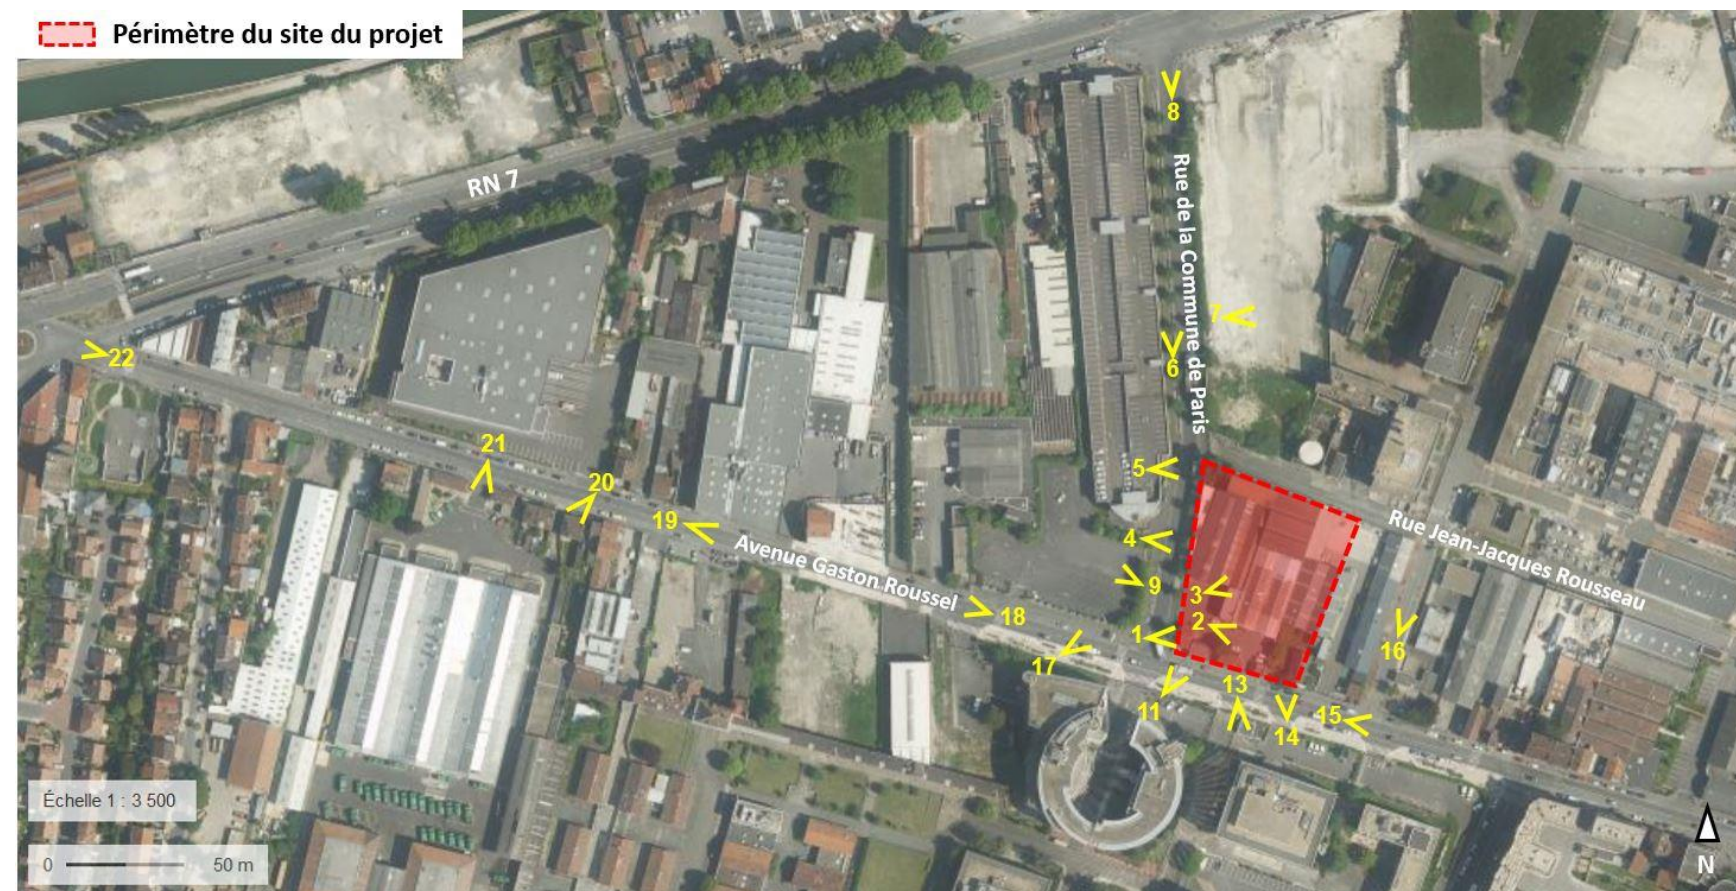 Périmètre du site du projet
8
RN 7
Rue de la Commune de Paris
7
22
6
21
5
20
19
4
Rue Jean-Jacques Rousseau
Avenue Gaston Roussel
9
3
18
2
1
17
16
13
11
15
14
Échelle 1 : 3 500
0 50 m
N